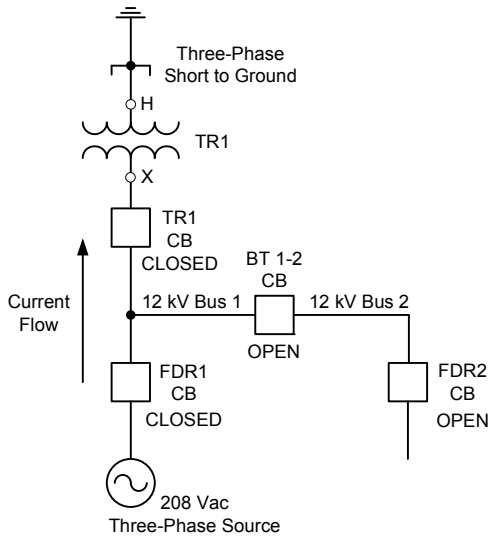 Three-Phase
Short to Ground
H
TR1
X
TR1
CB
CLOSED
BT 1-2
CB
Current
Flow
12 kV Bus 1
12 kV Bus 2
OPEN
FDR1
CB
CLOSED
FDR2
CB
OPEN
208 Vac
Three-Phase Source